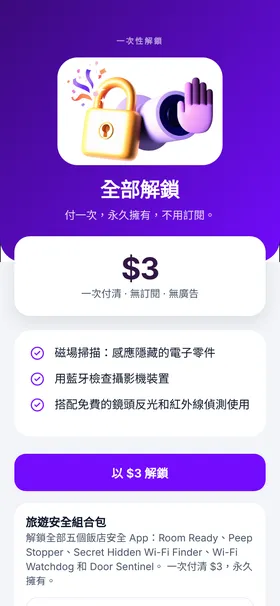 一次性解鎖
全部解鎖
付一次，永久擁有，不用訂閱。
$3
一次付清 · 無訂閱 · 無廣告
磁場掃描：感應隱藏的電子零件
用藍牙檢查攝影機裝置
搭配免費的鏡頭反光和紅外線偵測使用
以 $3 解鎖
旅遊安全組合包
解鎖全部五個飯店安全 App：Room Ready、Peep
Stopper、Secret Hidden Wi-Fi Finder、Wi-Fi
Watchdog 和 Door Sentinel。 一次付清 $3，永久
擁有。